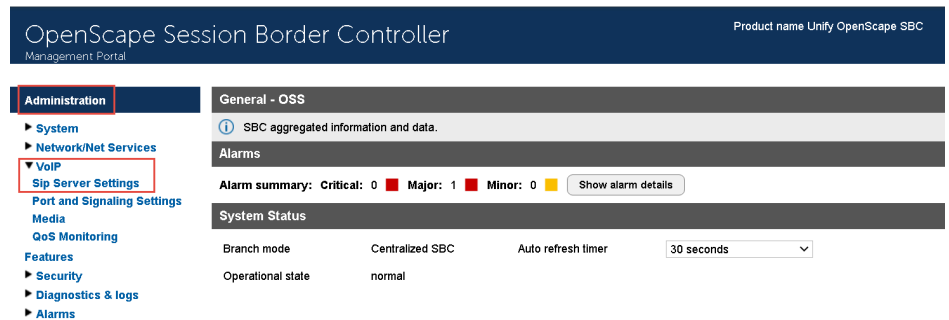 OpenScape Session Border Controller
Product name Unify OpenScape SBC
Management Portal
Administration
System
Network/Net Services
VoIP
Sip Server Settings
Port and Signaling Settings
Media
QoS Monitoring
Features
Security
Diagnostics & logs
Alarms
General - OSS
SBC aggregated information and data.
Alarms
Alarm summary: Critical: 0 Major: 1 Minor: 0 Show alarm details
System Status
Branch mode Centralized SBC Auto refresh timer 30 seconds
Operational state normal